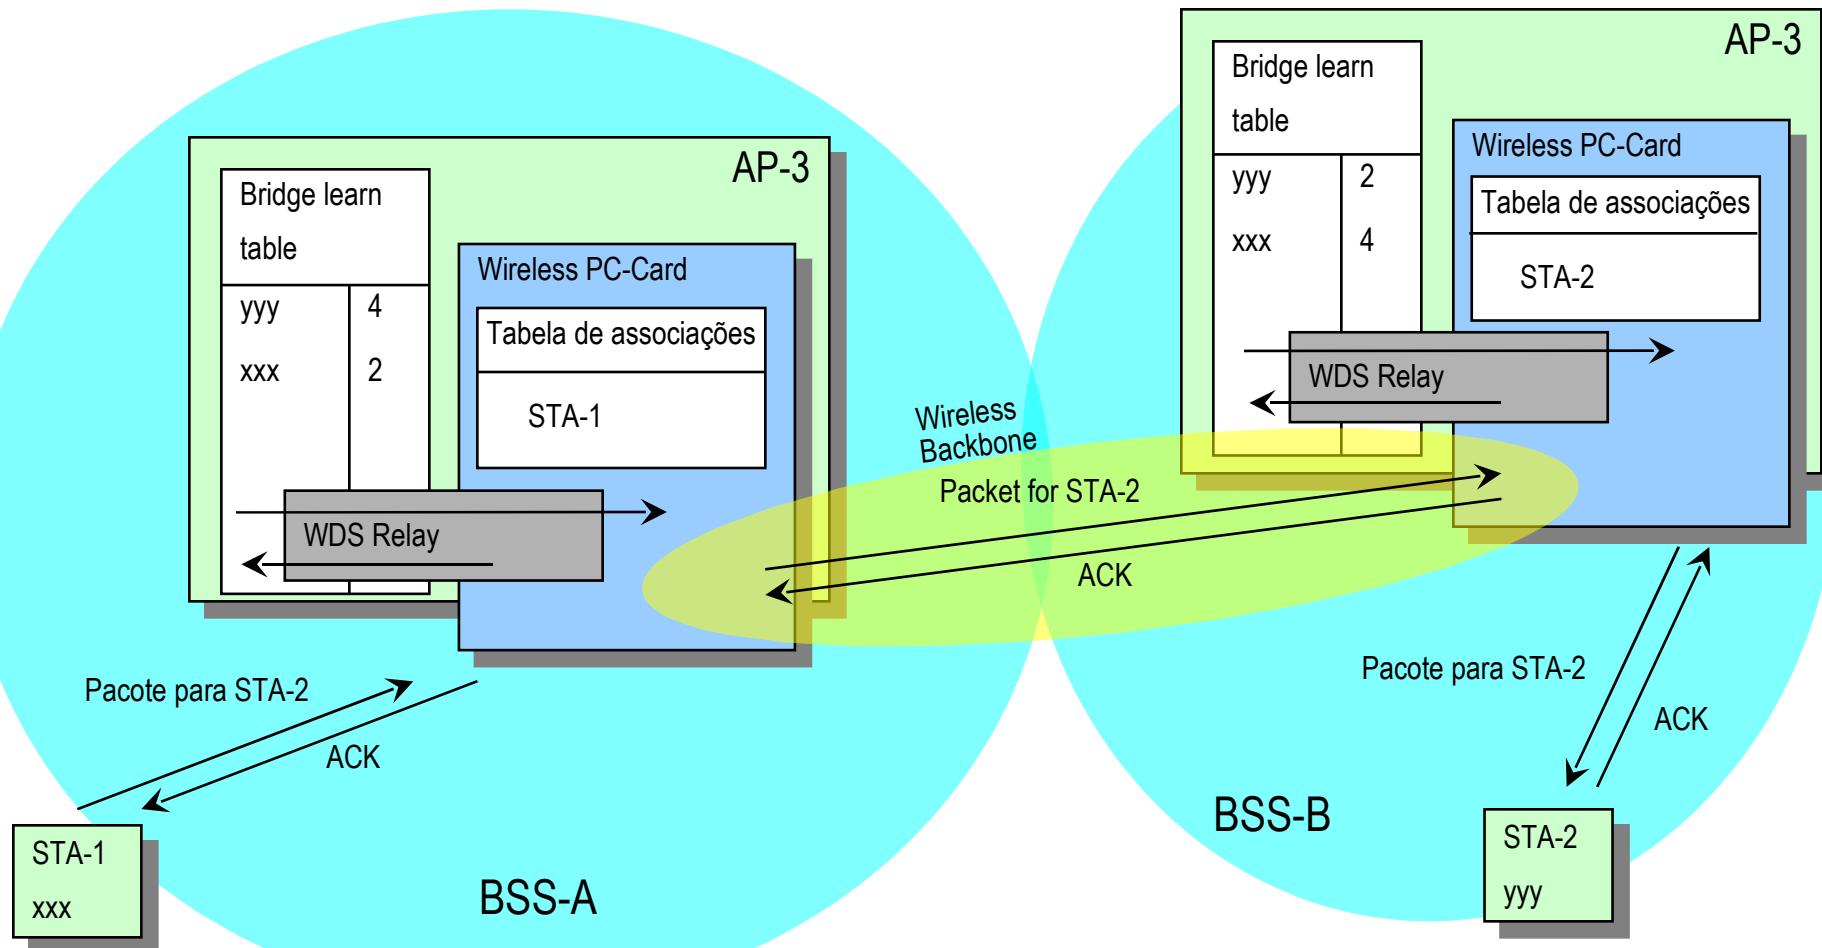 AP-3
Bridge learn
table
yyy 4
xxx 2
Wireless PC-Card
Tabela de associações
STA-1
WDS Relay
AP-3
Bridge learn
table
yyy 2
xxx 4
Wireless PC-Card
Tabela de associações
STA-2
WDS Relay
Wireless
Backbone
Packet for STA-2
ACK
Pacote para STA-2
ACK
STA-1
xxx
BSS-A
Pacote para STA-2
ACK
BSS-B
STA-2
yyy